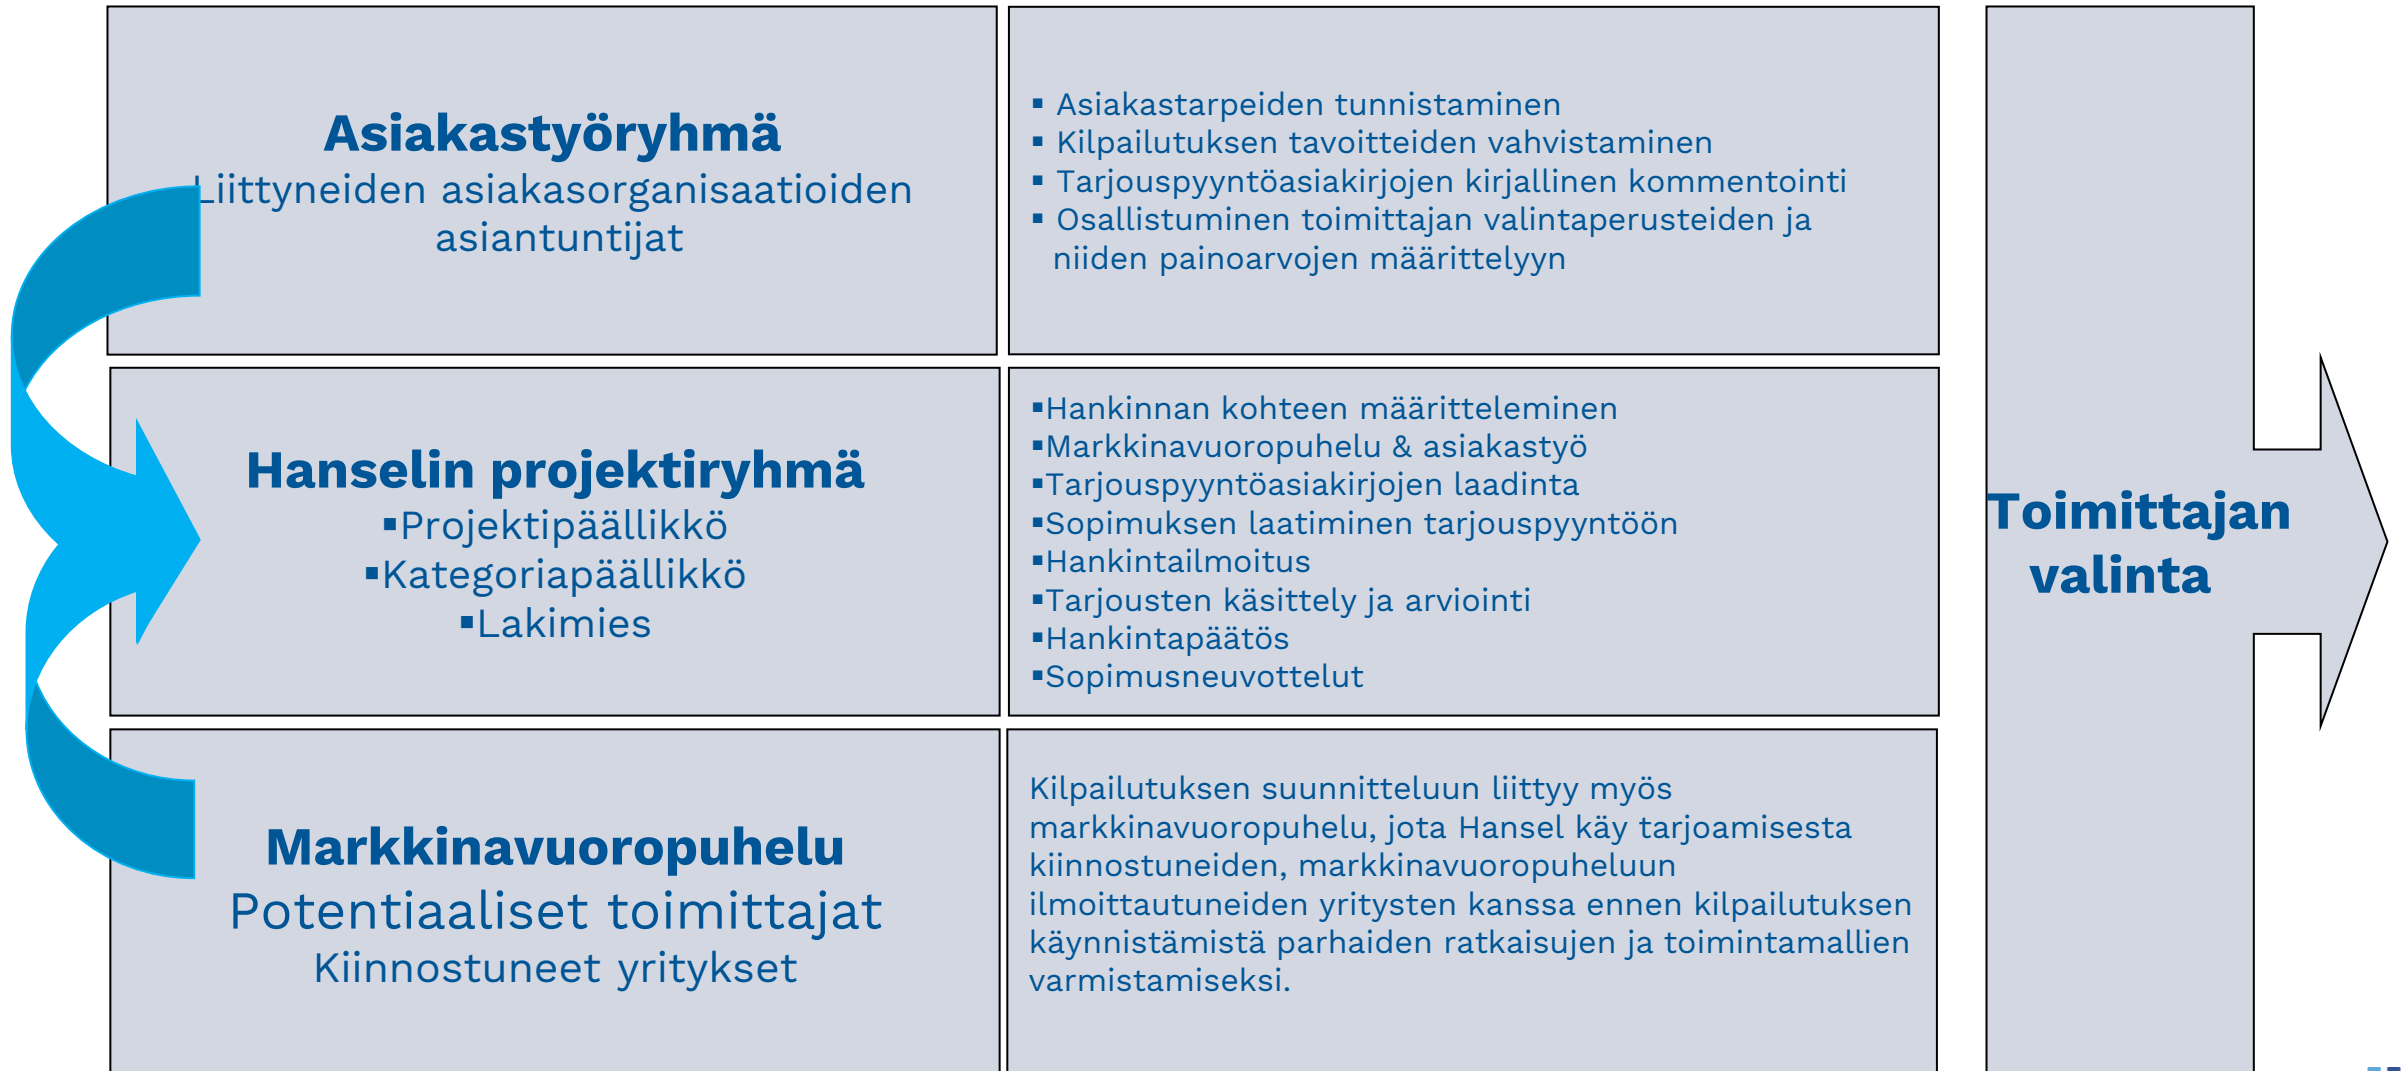 Asiakastyöryhmä
Liittyneiden asiakasorganisaatioiden
asiantuntijat
▪ Asiakastarpeiden tunnistaminen
▪ Kilpailutuksen tavoitteiden vahvistaminen
▪ Tarjouspyyntöasiakirjojen kirjallinen kommentointi
▪ Osallistuminen toimittajan valintaperusteiden ja
niiden painoarvojen määrittelyyn
Hanselin projektiryhmä
▪Projektipäällikkö
▪Kategoriapäällikkö
▪Lakimies
▪Hankinnan kohteen määritteleminen
▪Markkinavuoropuhelu & asiakastyö
▪Tarjouspyyntöasiakirjojen laadinta
▪Sopimuksen laatiminen tarjouspyyntöön
▪Hankintailmoitus
▪Tarjousten käsittely ja arviointi
▪Hankintapäätös
▪Sopimusneuvottelut
Markkinavuoropuhelu
Potentiaaliset toimittajat
Kiinnostuneet yritykset
Kilpailutuksen suunnitteluun liittyy myös
markkinavuoropuhelu, jota Hansel käy tarjoamisesta
kiinnostuneiden, markkinavuoropuheluun
ilmoittautuneiden yritysten kanssa ennen kilpailutuksen
käynnistämistä parhaiden ratkaisujen ja toimintamallien
varmistamiseksi.
Toimittajan
valinta